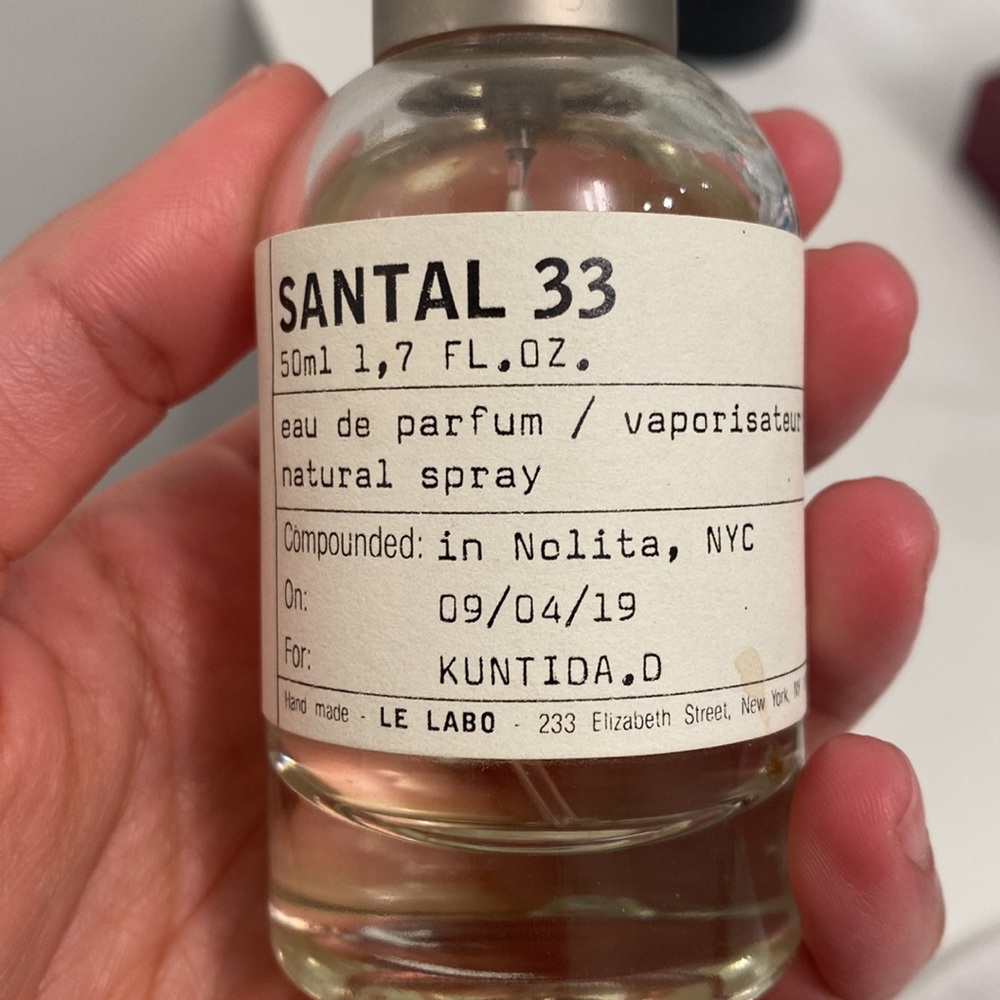 SANTAL 33
50ml 1,7 FL.OZ.
eau de parfum / vaporisateur
natural spray
Compounded: in Nolita, NYC
On: 09/04/19
For: KUNTIDA.D
Hand made - LE LABO - 233 Elizabeth Street, New York, NY